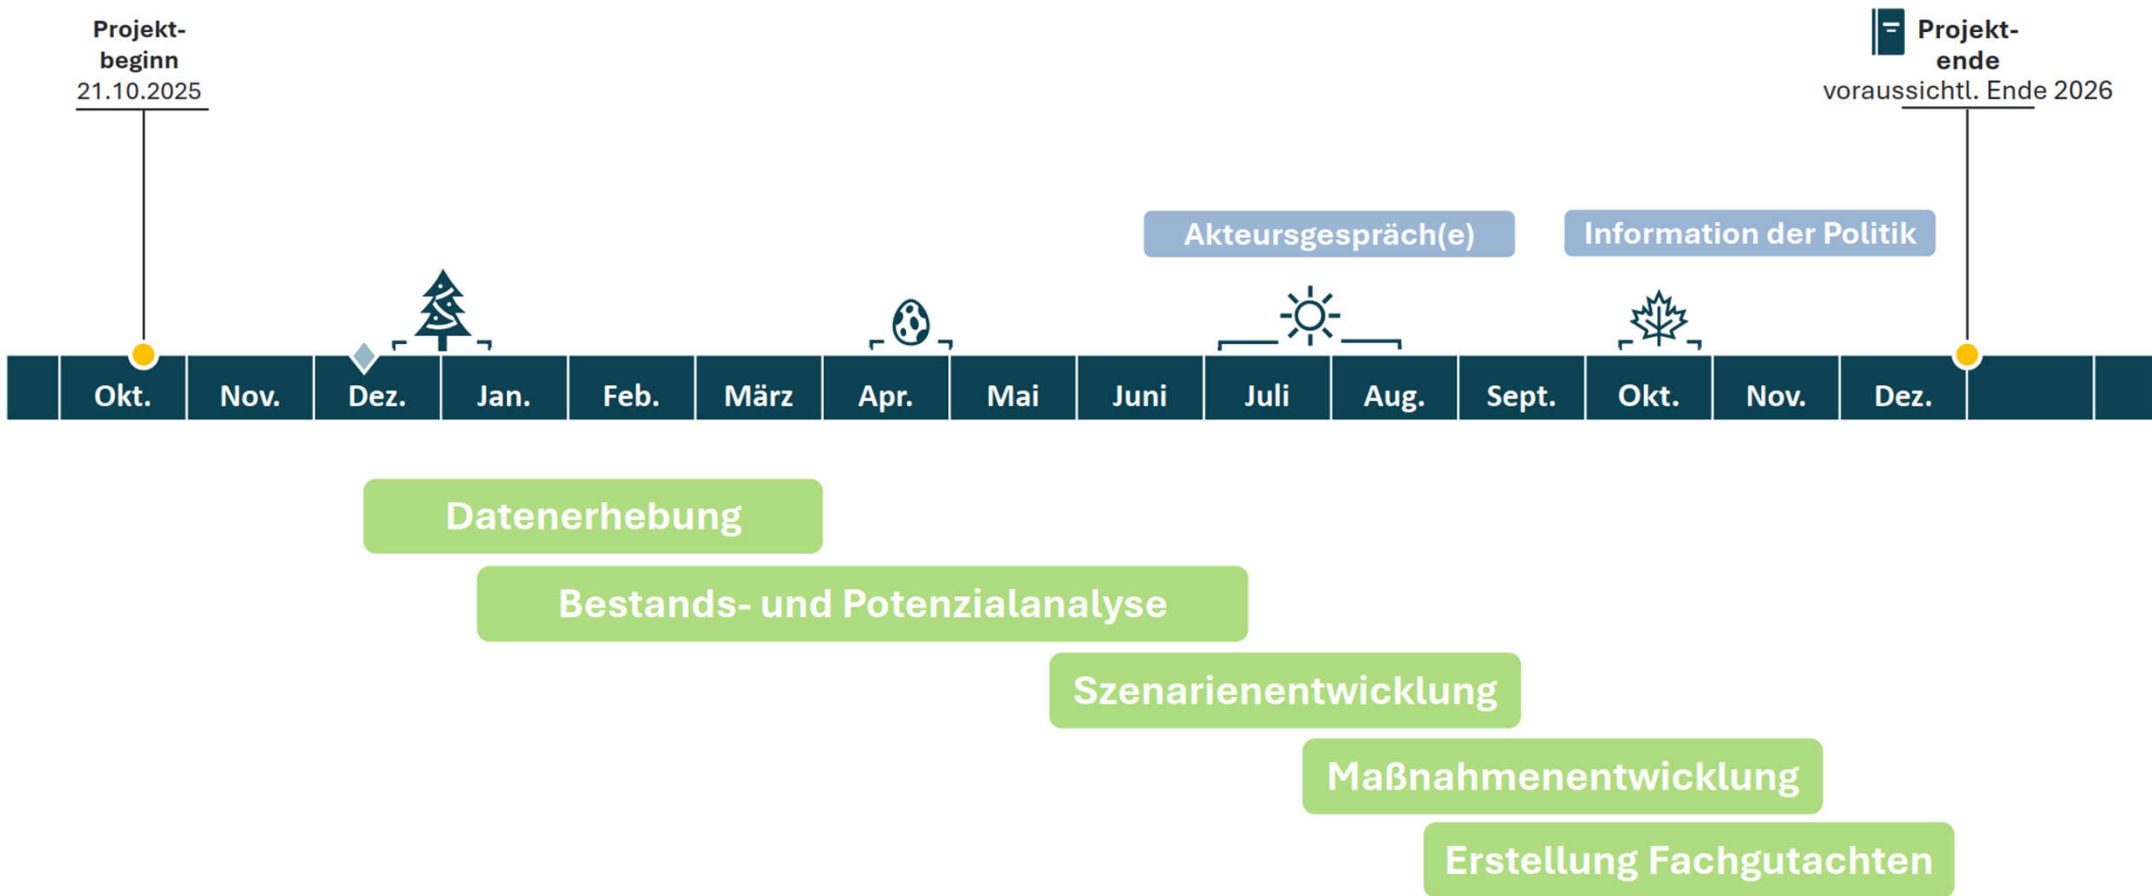 Projekt-
beginn
21.10.2025
Projekt-
ende
voraussichtl. Ende 2026
Akteursgespräch(e)
Information der Politik
Okt.
Nov.
Dez.
Jan.
Feb.
März
Apr.
Mai
Juni
Juli
Aug.
Sept.
Okt.
Nov.
Dez.
Datenerhebung
Bestands- und Potenzialanalyse
Szenarienentwicklung
Maßnahmenentwicklung
Erstellung Fachgutachten